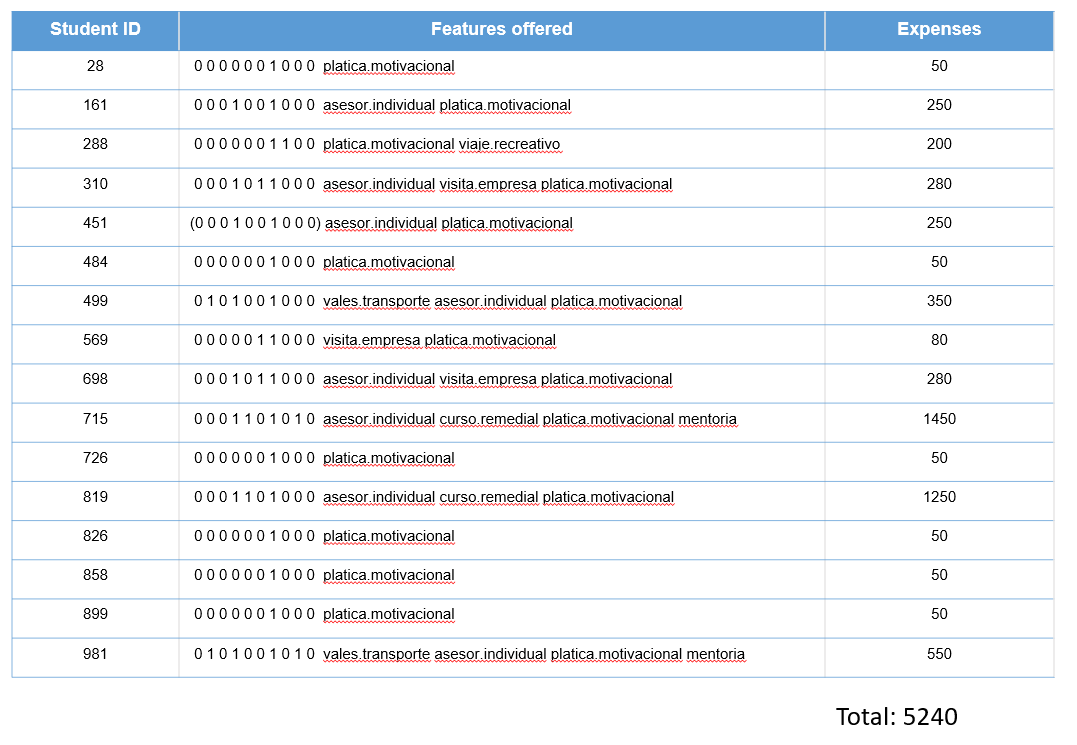 Student ID Features offered Expenses
28 0 0 0 0 0 0 1 0 0 0 platica.motivacional 50
161 0 0 0 1 0 0 1 0 0 0 asesor.individual platica.motivacional 250
288 0 0 0 0 0 0 1 1 0 0 platica.motivacional viaje.recreativo 200
310 0 0 0 1 0 1 1 0 0 0 asesor.individual visita.empresa platica.motivacional 280
451 (0 0 0 1 0 0 1 0 0 0) asesor.individual platica.motivacional 250
484 0 0 0 0 0 0 1 0 0 0 platica.motivacional 50
499 0 1 0 1 0 0 1 0 0 0 vales.transporte asesor.individual platica.motivacional 350
569 0 0 0 0 0 1 1 0 0 0 visita.empresa platica.motivacional 80
698 0 0 0 1 0 1 1 0 0 0 asesor.individual visita.empresa platica.motivacional 280
715 0 0 0 1 1 0 1 0 1 0 asesor.individual curso.remedial platica.motivacional mentoria 1450
726 0 0 0 0 0 0 1 0 0 0 platica.motivacional 50
819 0 0 0 1 1 0 1 0 0 0 asesor.individual curso.remedial platica.motivacional 1250
826 0 0 0 0 0 0 1 0 0 0 platica.motivacional 50
858 0 0 0 0 0 0 1 0 0 0 platica.motivacional 50
899 0 0 0 0 0 0 1 0 0 0 platica.motivacional 50
981 0 1 0 1 0 0 1 0 1 0 vales.transporte asesor.individual platica.motivacional mentoria 550
Total: 5240